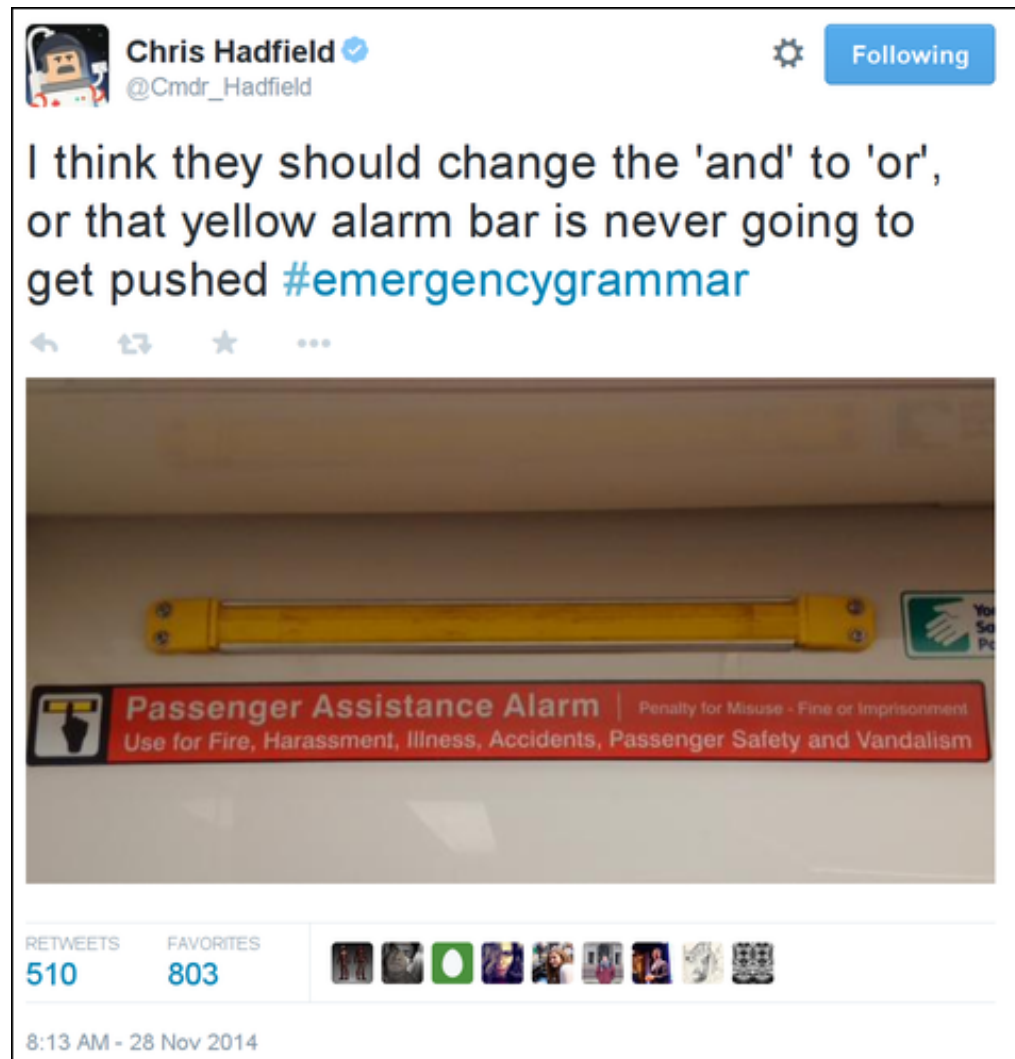 Chris Hadfield
Following
@Cmdr_Hadfield
I think they should change the 'and' to 'or',
or that yellow alarm bar is never going to
get pushed #emergencygrammar
Passenger Assistance Alarm | Penalty for Misuse - Fine or Imprisonment
Use for Fire, Harassment, Illness, Accidents, Passenger Safety and Vandalism
RETWEETS FAVORITES
510 803
8:13 AM - 28 Nov 2014